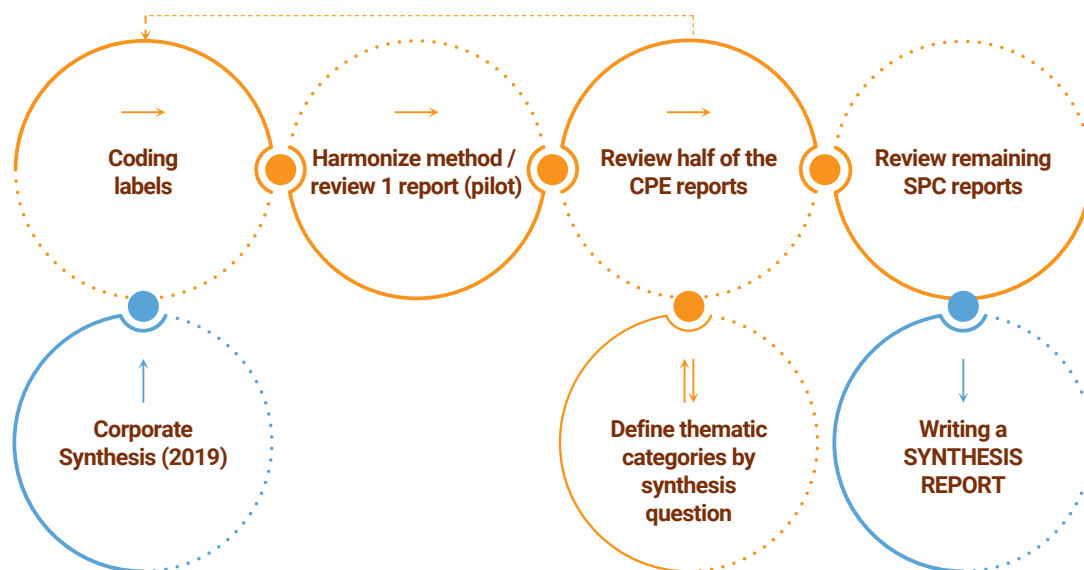 Coding
labels
Harmonize method /
review 1 report (pilot)
Review half of the
CPE reports
Review remaining
SPC reports
Corporate
Synthesis (2019)
Define thematic
categories by
synthesis
question
Writing a
SYNTHESIS
REPORT